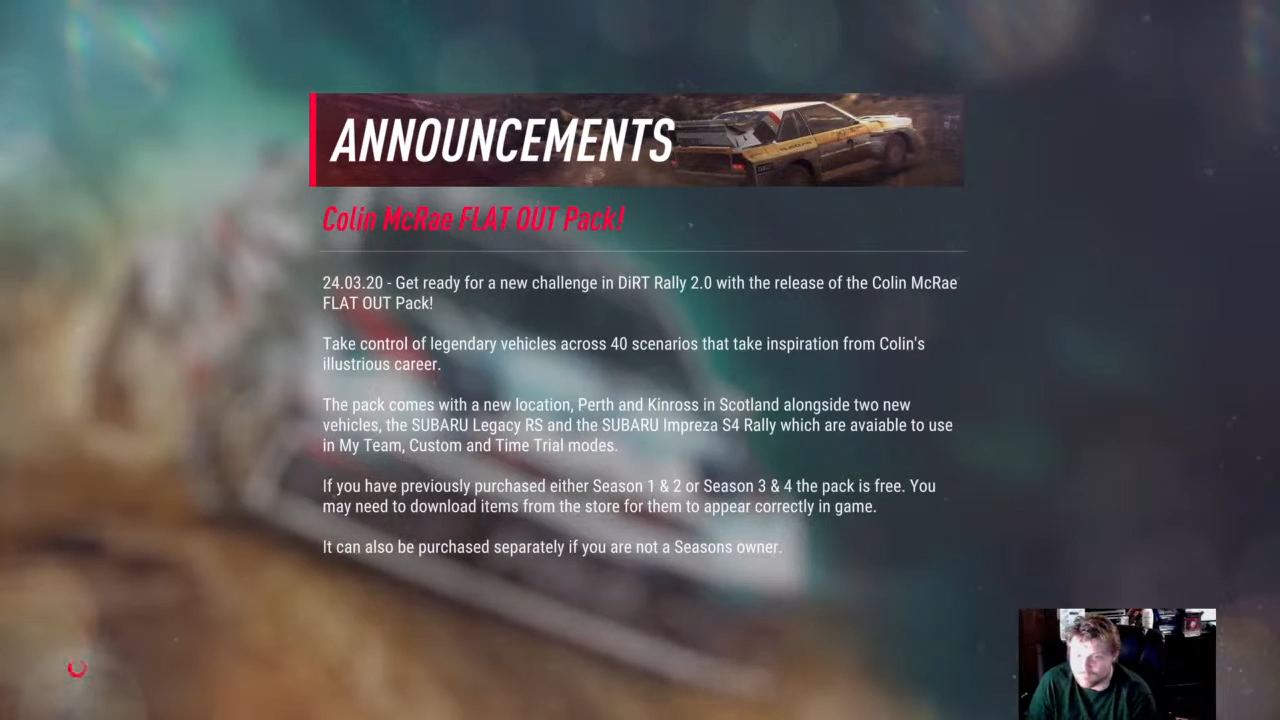 ANNOUNCEMENTS
Colin McRae FLAT OUT Pack!
24.03.20 - Get ready for a new challenge in DiRT Rally 2.0 with the release of the Colin McRae
FLAT OUT Pack!
Take control of legendary vehicles across 40 scenarios that take inspiration from Colin's
illustrious career.
The pack comes with a new location, Perth and Kinross in Scotland alongside two new
vehicles, the SUBARU Legacy RS and the SUBARU Impreza S4 Rally which are avaiable to use
in My Team, Custom and Time Trial modes.
If you have previously purchased either Season 1 & 2 or Season 3 & 4 the pack is free. You
may need to download items from the store for them to appear correctly in game.
It can also be purchased separately if you are not a Seasons owner.